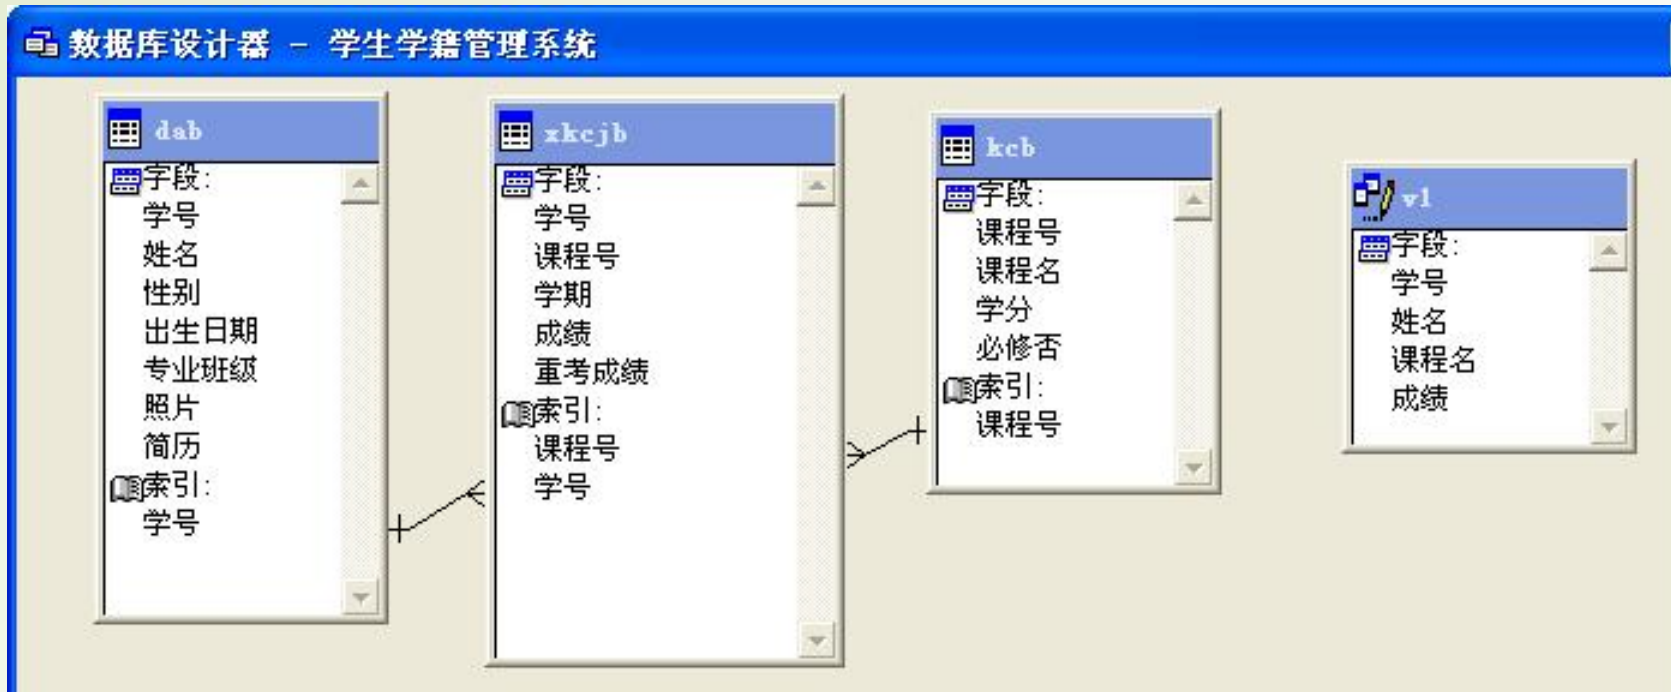 数据库设计器 - 学生学籍管理系统
dab
字段:
学号
姓名
性别
出生日期
专业班级
照片
简历
索引:
学号
xkcjb
字段:
学号
课程号
学期
成绩
重考成绩
索引:
课程号
学号
kcb
字段:
课程号
课程名
学分
必修否
索引:
课程号
v1
字段:
学号
姓名
课程名
成绩